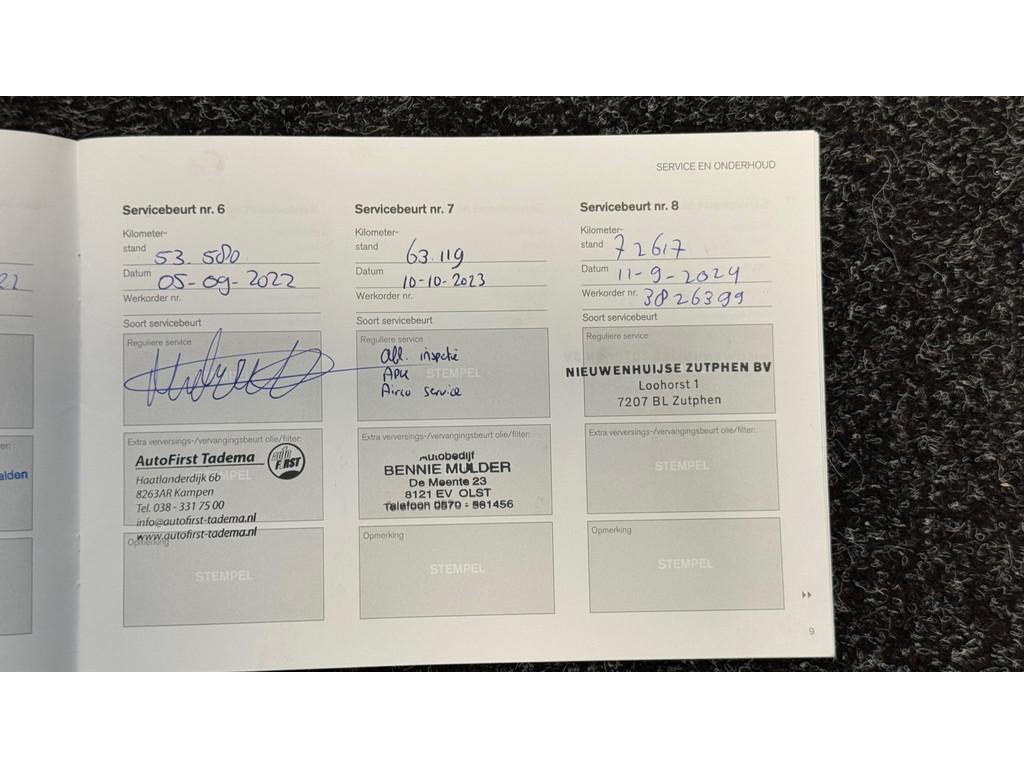 SERVICE EN ONDERHOUD
Servicebeurt nr. 6
Kilometer-
stand 53.580
Datum 05-09-2022
Werkorder nr.
Soort servicebeurt
Reguliere service
Extra verversings-/vervangingsbeurt olie/filter:
AutoFirst Tadema
auto FIRST
Haatlanderdijk 6b
8263AR Kampen
Tel. 038 - 331 75 00
info@autofirst-tadema.nl
www.autofirst-tadema.nl
Opmerking
STEMPEL
Servicebeurt nr. 7
Kilometer-
stand 63.119
Datum 10-10-2023
Werkorder nr.
Soort servicebeurt
Reguliere service
afl. inspectie
APK STEMPEL
Airco service
Extra verversings-/vervangingsbeurt olie/filter:
Autobedijf
BENNIE MULDER
De Meente 23
8121 EV OLST
Telefoon 0570 - 561456
Opmerking
STEMPEL
Servicebeurt nr. 8
Kilometer-
stand 72617
Datum 11-9-2024
Werkorder nr. 3826399
Soort servicebeurt
Reguliere service
NIEUWENHUIJSE ZUTPHEN BV
Loohorst 1
7207 BL Zutphen
Extra verversings-/vervangingsbeurt olie/filter:
STEMPEL
Opmerking
STEMPEL
9